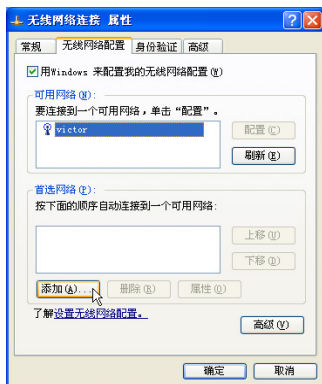 无线网络连接 属性
常规 无线网络配置 身份验证 高级
用Windows 来配置我的无线网络配置(W)
可用网络(N):
要连接到一个可用网络，单击“配置”。
victor
配置(C)
刷新(E)
首选网络(P):
按下面的顺序自动连接到一个可用网络:
上移(U)
下移(D)
添加(A)... 删除(R) 属性(O)
了解设置无线网络配置。
高级(V)
确定 取消